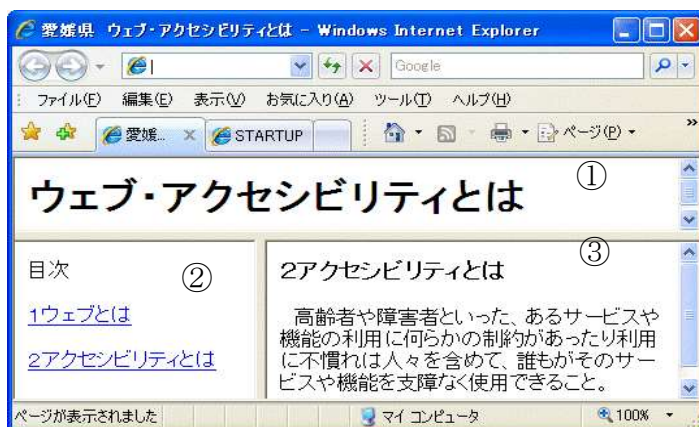 愛媛県 ウェブ・アクセシビリティとは - Windows Internet Explorer
Google
ファイル(F) 編集(E) 表示(V) お気に入り(A) ツール(T) ヘルプ(H)
愛媛... × STARTUP ページ(P) »
ウェブ・アクセシビリティとは ①
目次 ②
1ウェブとは
2アクセシビリティとは
2アクセシビリティとは ③
高齢者や障害者といった、あるサービスや
機能の利用に何らかの制約があったり利用
に不慣れは人々を含めて、誰もがそのサー
ビスや機能を支障なく使用できること。
ページが表示されました マイ コンピュータ 100%